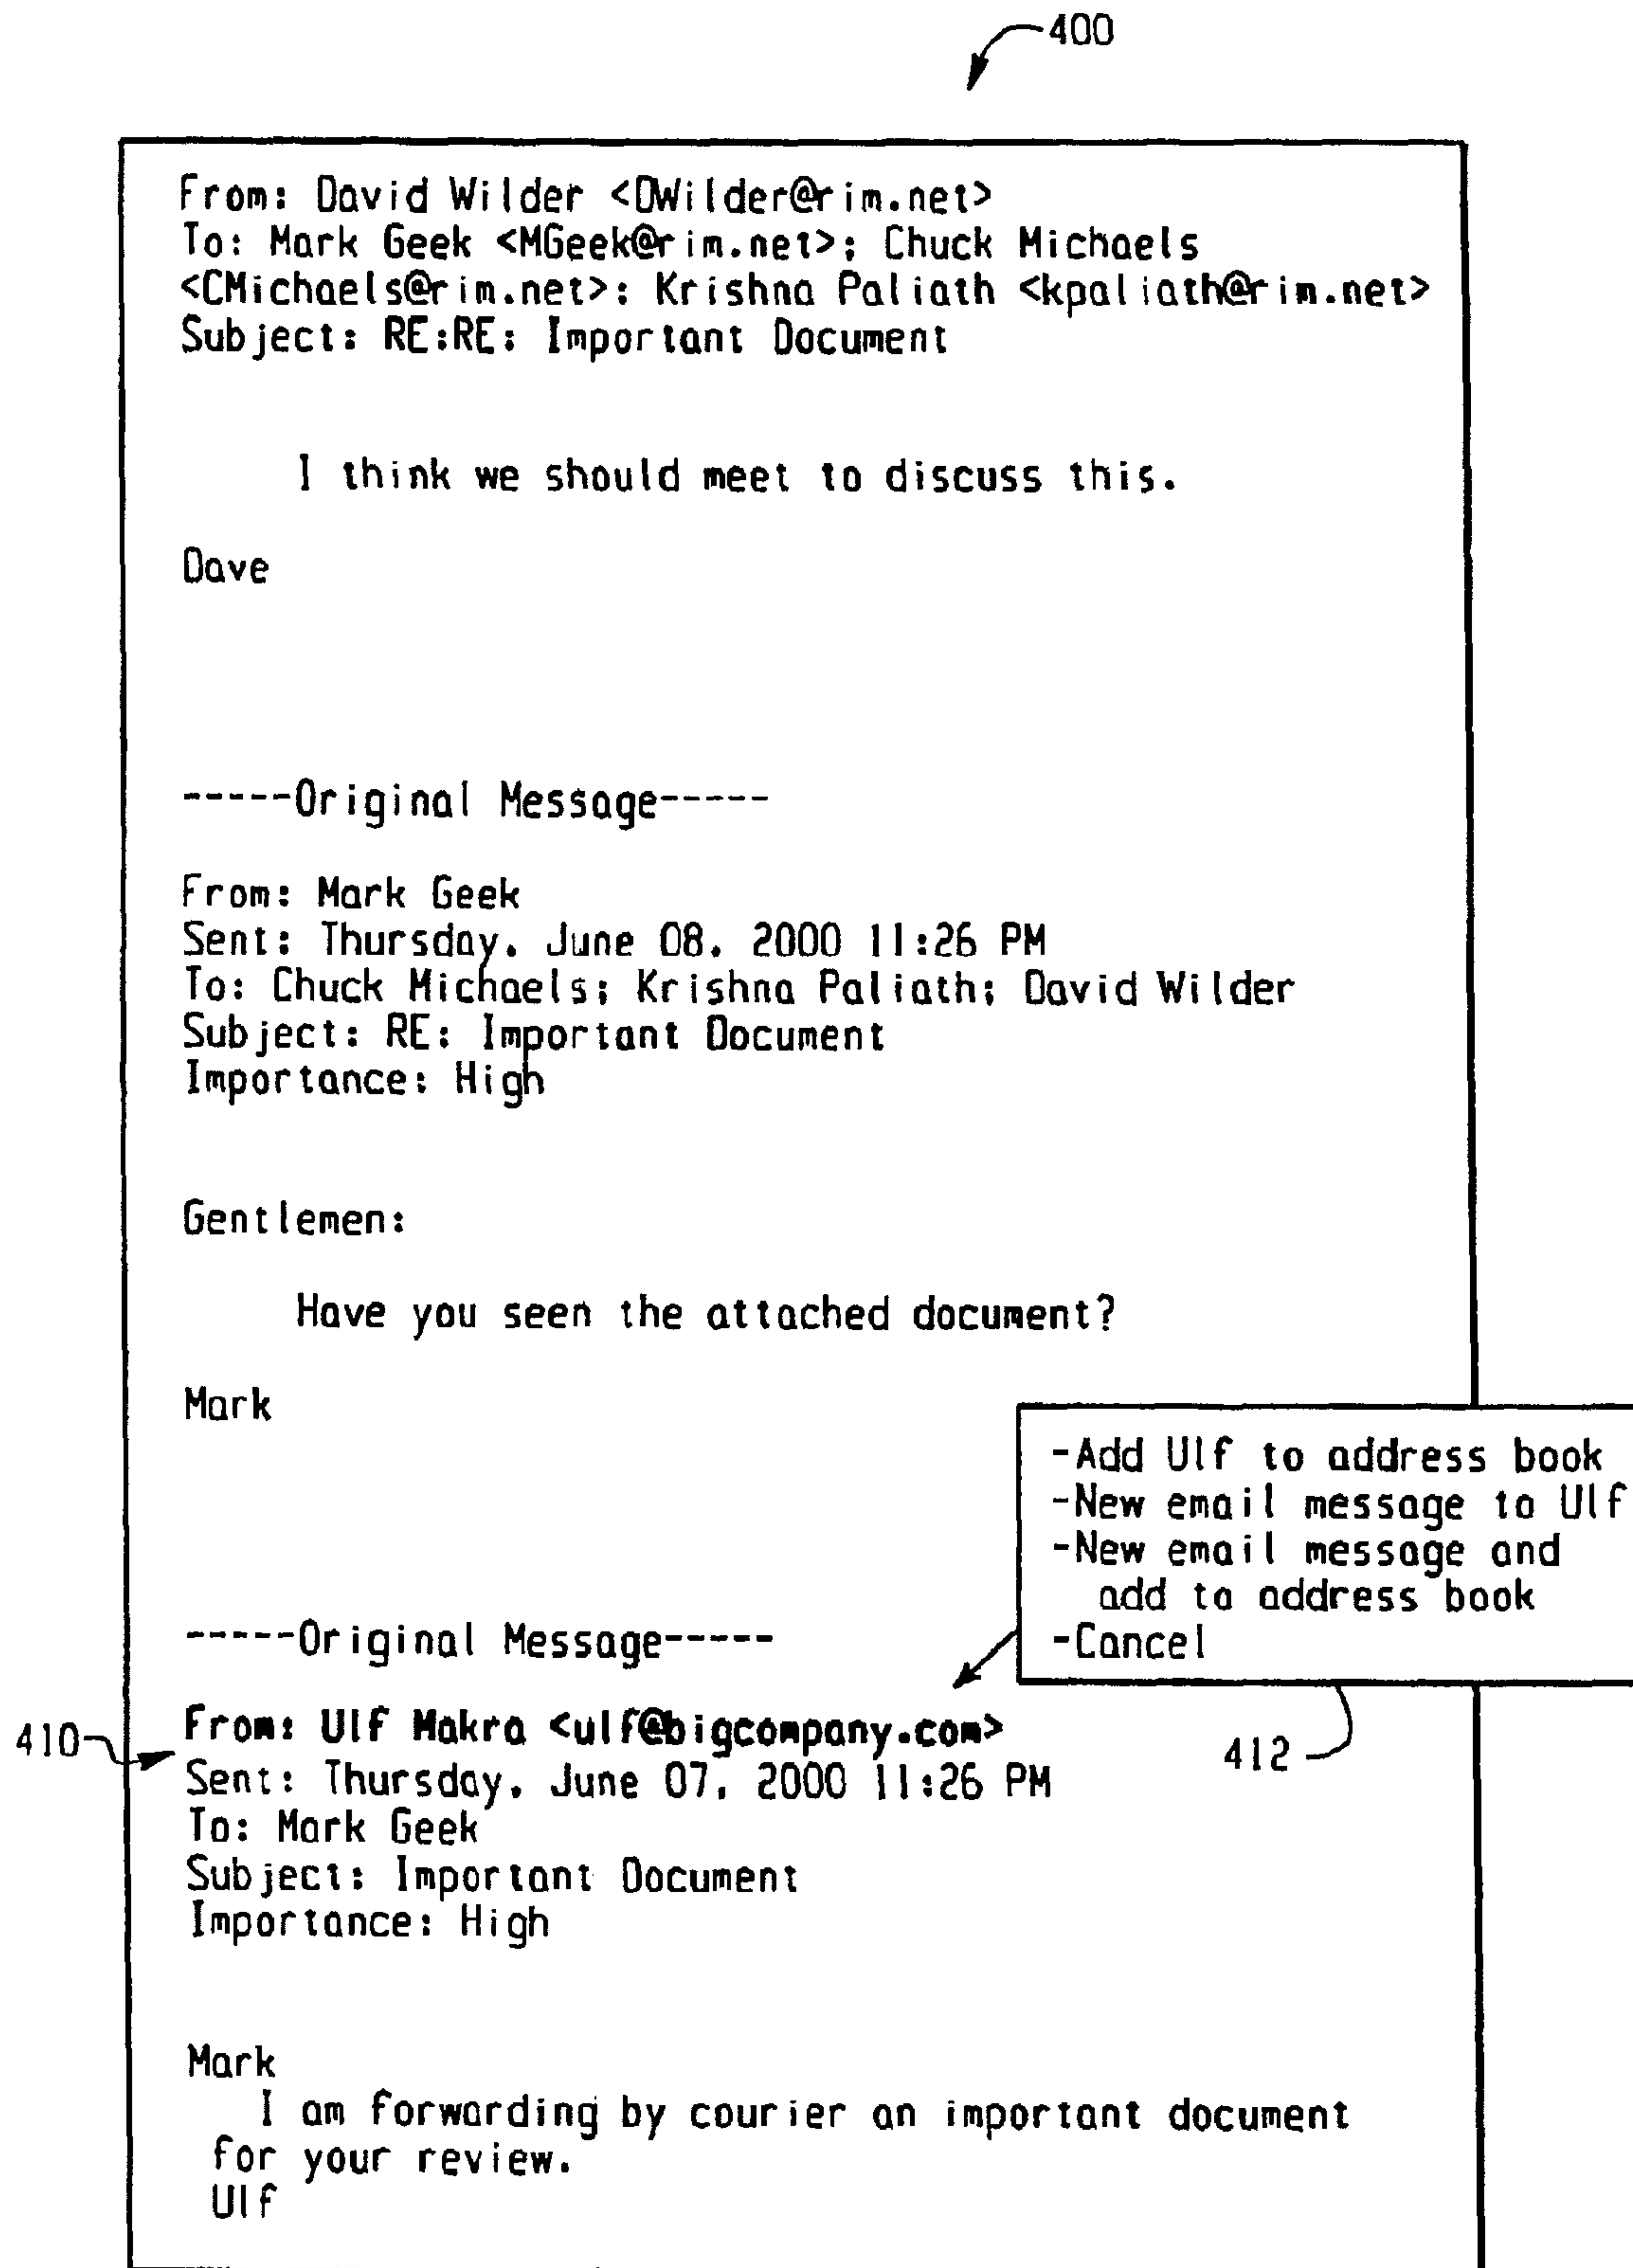 400
From: David Wilder <DWilder@rim.net>
To: Mark Geek <MGeek@rim.net>; Chuck Michaels
<CMichaels@rim.net>: Krishna Paliath <kpaliath@rim.net>
Subject: RE:RE: Important Document
I think we should meet to discuss this.
Dave
-----Original Message-----
From: Mark Geek
Sent: Thursday, June 08, 2000 11:26 PM
To: Chuck Michaels; Krishna Paliath; David Wilder
Subject: RE: Important Document
Importance: High
Gentlemen:
Have you seen the attached document?
Mark
-Add Ulf to address book
-New email message to Ulf
-New email message and
add to address book
-Cancel
412
-----Original Message-----
410
From: Ulf Makra <ulf@bigcompany.com>
Sent: Thursday, June 07, 2000 11:26 PM
To: Mark Geek
Subject: Important Document
Importance: High
Mark
I am forwarding by courier an important document
for your review.
Ulf